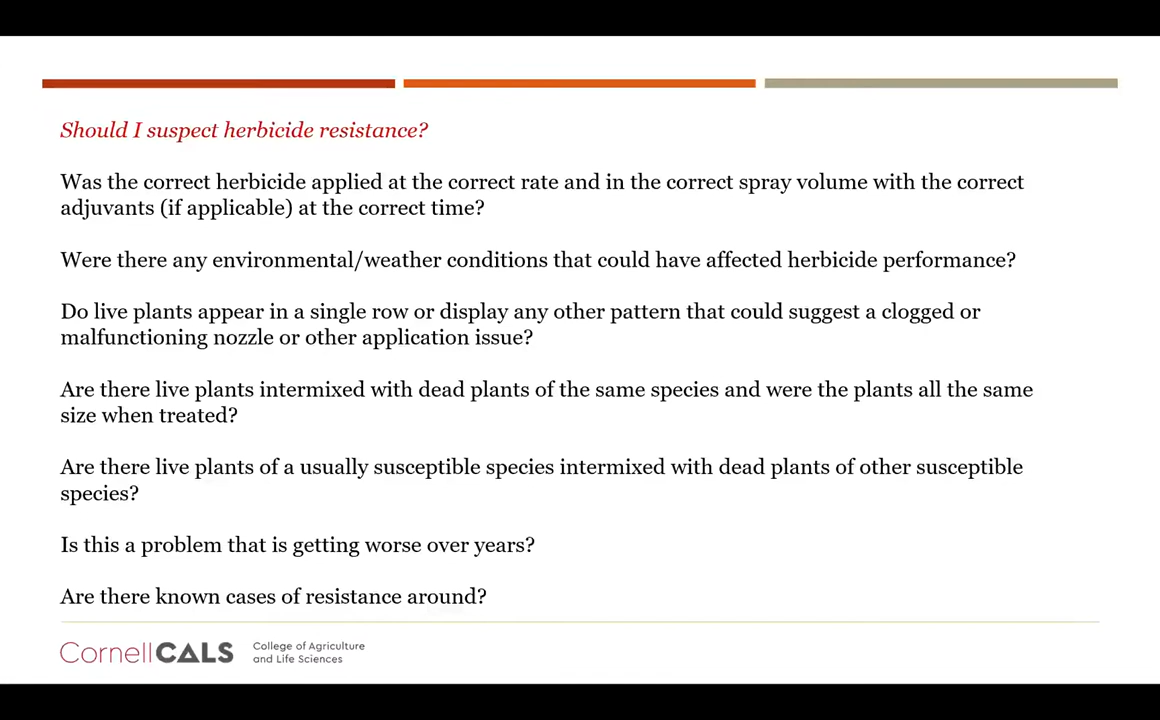 Should I suspect herbicide resistance?
Was the correct herbicide applied at the correct rate and in the correct spray volume with the correct
adjuvants (if applicable) at the correct time?
Were there any environmental/weather conditions that could have affected herbicide performance?
Do live plants appear in a single row or display any other pattern that could suggest a clogged or
malfunctioning nozzle or other application issue?
Are there live plants intermixed with dead plants of the same species and were the plants all the same
size when treated?
Are there live plants of a usually susceptible species intermixed with dead plants of other susceptible
species?
Is this a problem that is getting worse over years?
Are there known cases of resistance around?
CornellCALS
College of Agriculture
and Life Sciences